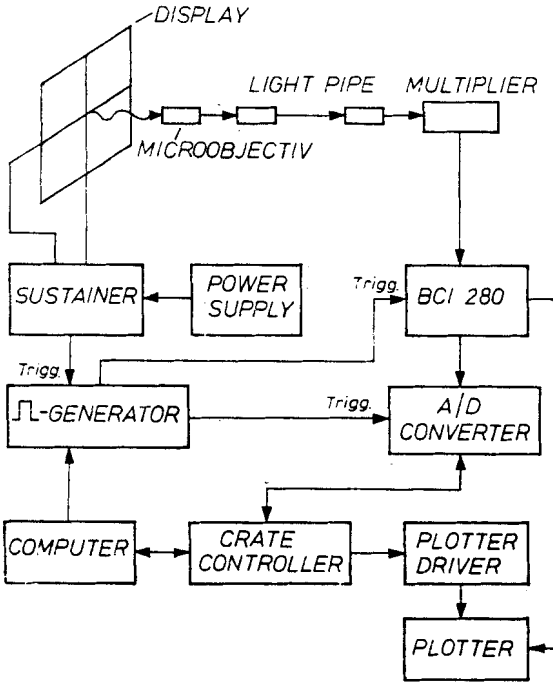 DISPLAY
LIGHT PIPE
MULTIPLIER
MICROOBJECTIV
SUSTAINER
POWER
SUPPLY
Trigg.
BCI 280
Trigg.
⎍-GENERATOR
Trigg.
A/D
CONVERTER
COMPUTER
CRATE
CONTROLLER
PLOTTER
DRIVER
PLOTTER